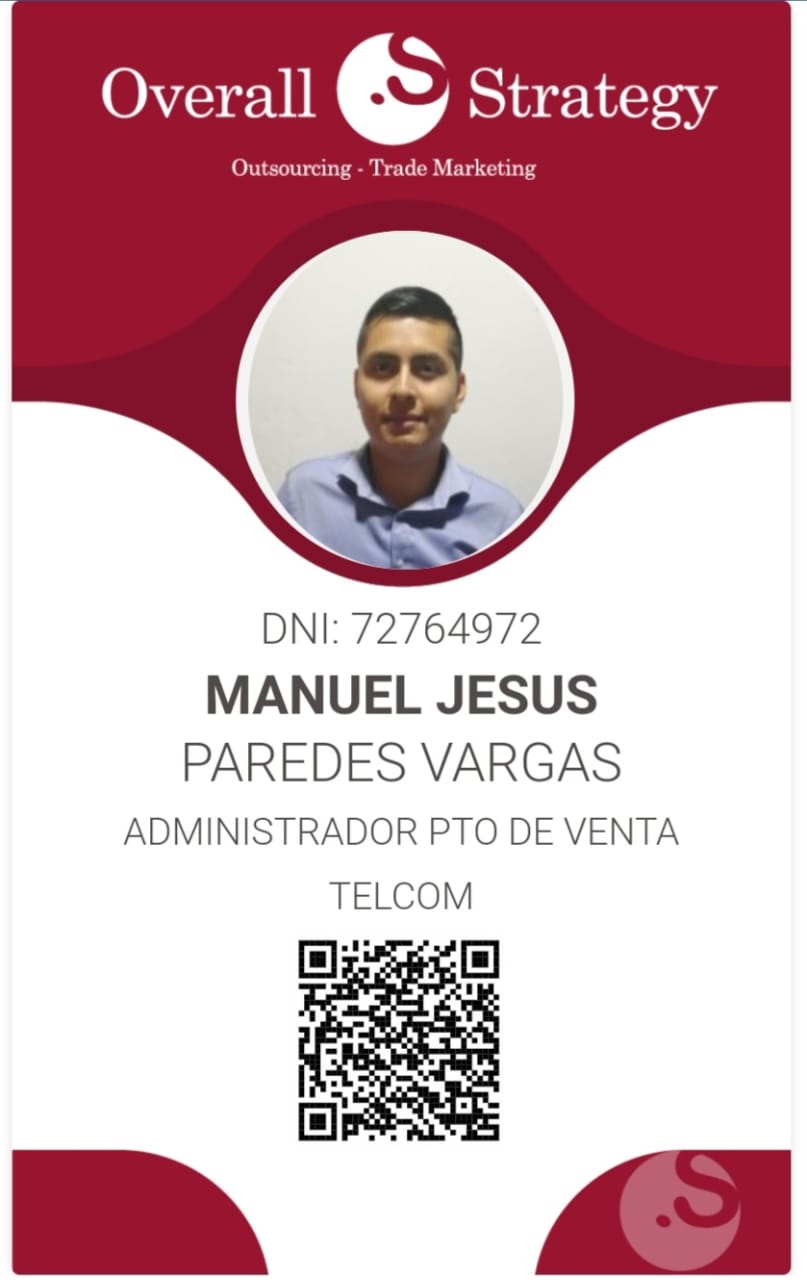 Overall S Strategy
Outsourcing - Trade Marketing
DNI: 72764972
MANUEL JESUS
PAREDES VARGAS
ADMINISTRADOR PTO DE VENTA
TELCOM
S